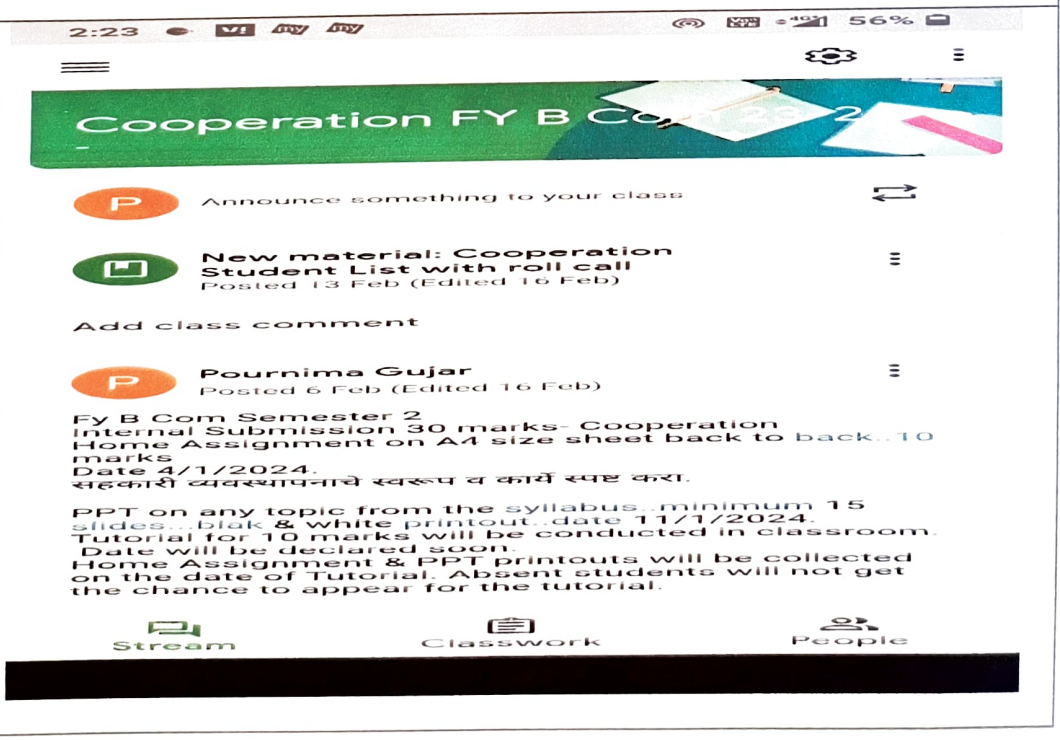 2:23 V! my my VoLTE 4G 56%
Cooperation FY B Com 23-2
-
P Announce something to your class
New material: Cooperation
Student List with roll call
Posted 13 Feb (Edited 16 Feb)
Add class comment
P Pournima Gujar
Posted 6 Feb (Edited 16 Feb)
Fy B Com Semester 2
Internal Submission 30 marks- Cooperation
Home Assignment on A4 size sheet back to back..10
marks
Date 4/1/2024.
सहकारी व्यवस्थापनाचे स्वरूप व कार्ये स्पष्ट करा.
PPT on any topic from the syllabus..minimum 15
slides...blak & white printout..date 11/1/2024.
Tutorial for 10 marks will be conducted in classroom.
Date will be declared soon.
Home Assignment & PPT printouts will be collected
on the date of Tutorial. Absent students will not get
the chance to appear for the tutorial.
Stream Classwork People